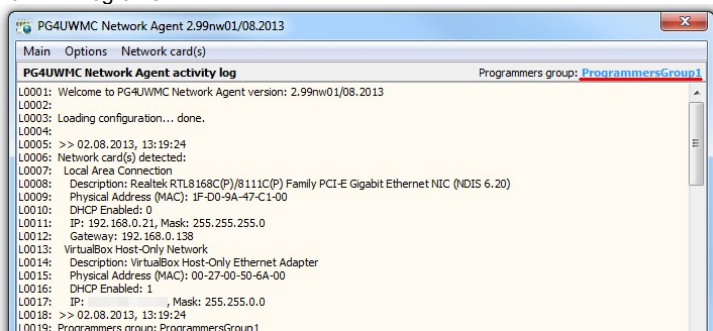 PG4UWMC Network Agent 2.99nw01/08.2013
Main Options Network card(s)
PG4UWMC Network Agent activity log Programmers group: ProgrammersGroup1
L0001: Welcome to PG4UWMC Network Agent version: 2.99nw01/08.2013
L0002:
L0003: Loading configuration... done.
L0004:
L0005: >> 02.08.2013, 13:19:24
L0006: Network card(s) detected:
L0007: Local Area Connection
L0008: Description: Realtek RTL8168C(P)/8111C(P) Family PCI-E Gigabit Ethernet NIC (NDIS 6.20)
L0009: Physical Address (MAC): 1F-D0-9A-47-C1-00
L0010: DHCP Enabled: 0
L0011: IP: 192.168.0.21, Mask: 255.255.255.0
L0012: Gateway: 192.168.0.138
L0013: VirtualBox Host-Only Network
L0014: Description: VirtualBox Host-Only Ethernet Adapter
L0015: Physical Address (MAC): 00-27-00-50-6A-00
L0016: DHCP Enabled: 1
L0017: IP: , Mask: 255.255.0.0
L0018: >> 02.08.2013, 13:19:24
L0019: Programmers group: ProgrammersGroup1